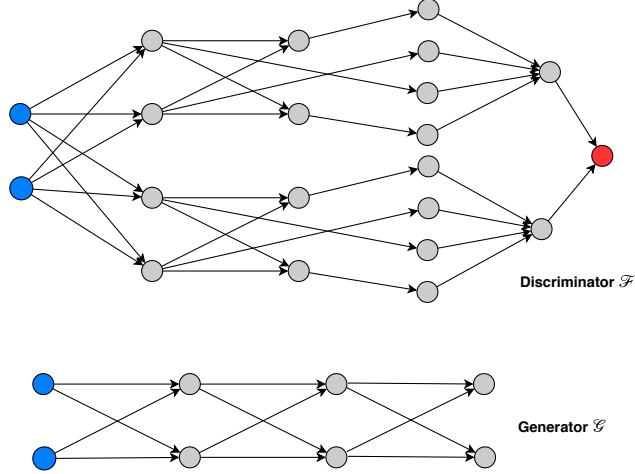 Discriminator ℱ
Generator 𝒢